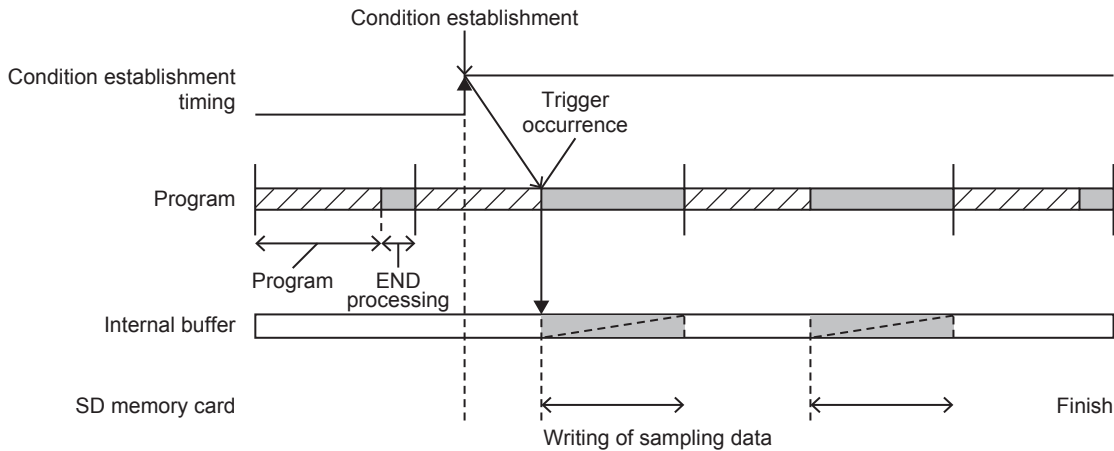 Condition establishment
Condition establishment
timing
Trigger
occurrence
Program
Program
END
processing
Internal buffer
SD memory card
Finish
Writing of sampling data